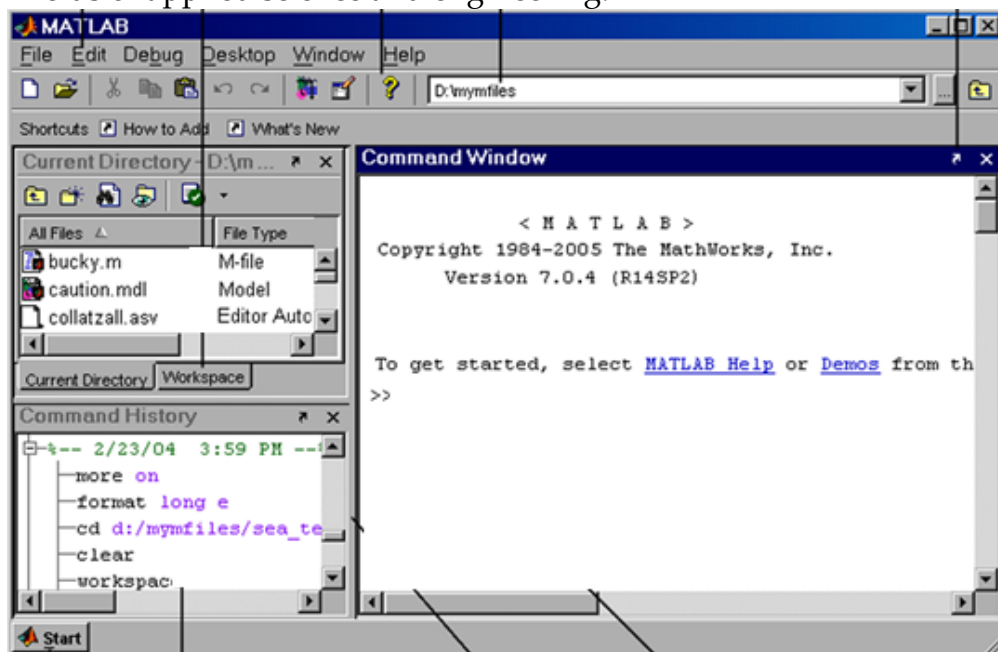 MATLAB
File Edit Debug Desktop Window Help
D:\mymfiles
...
Shortcuts How to Add What's New
Current Directory - D:\m...
All Files File Type
bucky.m M-file
caution.mdl Model
collatzall.asv Editor Auto
Current Directory Workspace
Command History
%-- 2/23/04 3:59 PM --%
more on
format long e
cd d:/mymfiles/sea_te
clear
workspac
Command Window
< M A T L A B >
Copyright 1984-2005 The MathWorks, Inc.
Version 7.0.4 (R14SP2)
To get started, select MATLAB Help or Demos from th
>>
Start